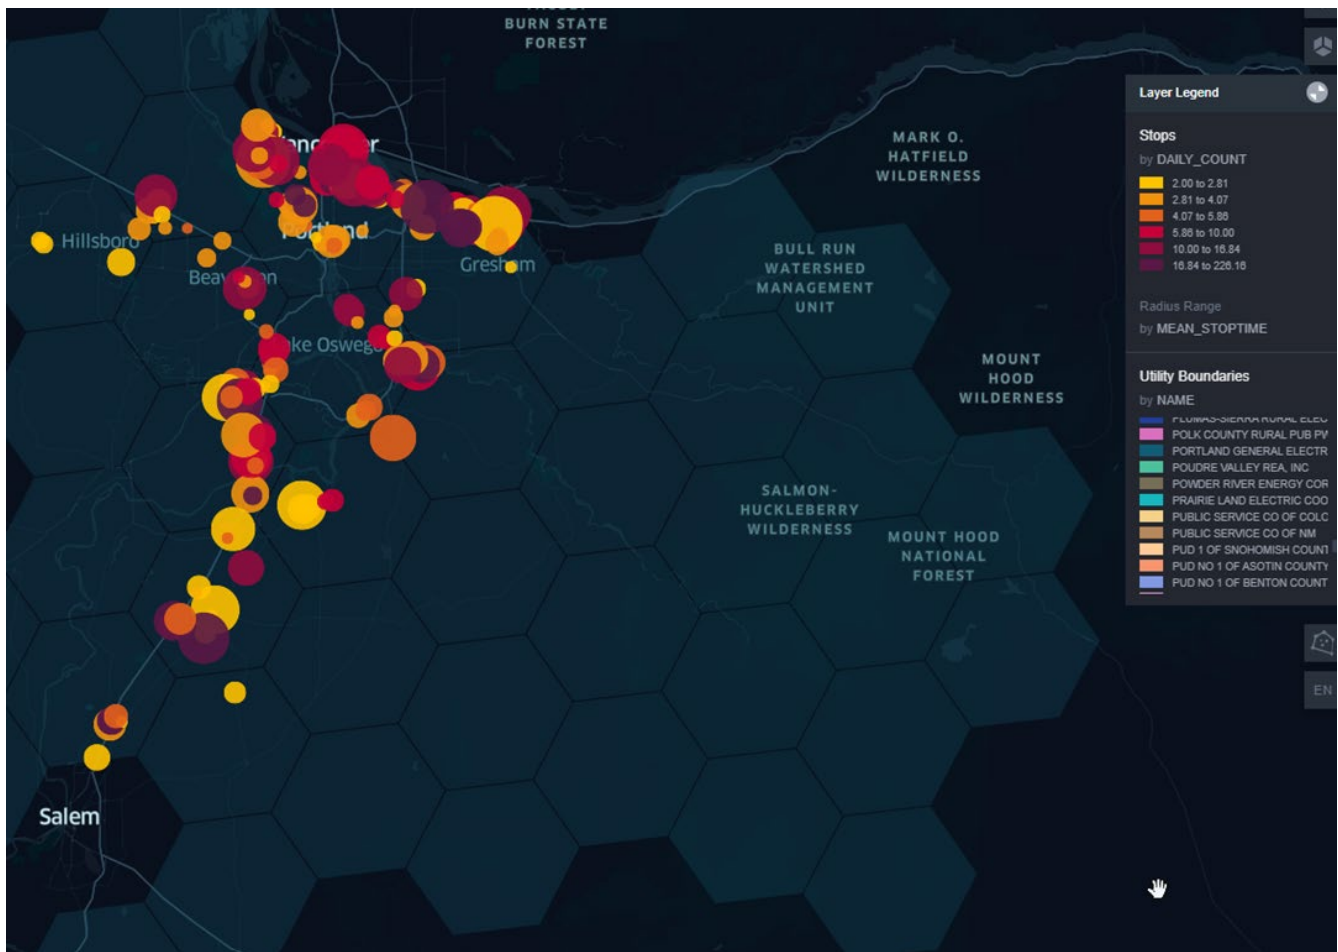 BURN STATE
FOREST
MARK O.
HATFIELD
WILDERNESS
Portland
Hillsboro
Gresham
BULL RUN
WATERSHED
MANAGEMENT
UNIT
MOUNT
HOOD
WILDERNESS
SALMON-
HUCKLEBERRY
WILDERNESS
MOUNT HOOD
NATIONAL
FOREST
Salem
Layer Legend
Stops
by DAILY_COUNT
2.00 to 2.81
2.81 to 4.07
4.07 to 5.86
5.86 to 10.00
10.00 to 16.84
16.84 to 226.16
Radius Range
by MEAN_STOPTIME
Utility Boundaries
by NAME
PLUMAS-SIERRA RURAL ELEC
POLK COUNTY RURAL PUB PW
PORTLAND GENERAL ELECTR
POUDRE VALLEY REA, INC
POWDER RIVER ENERGY COR
PRAIRIE LAND ELECTRIC COO
PUBLIC SERVICE CO OF COLO
PUBLIC SERVICE CO OF NM
PUD 1 OF SNOHOMISH COUNT
PUD NO 1 OF ASOTIN COUNTY
PUD NO 1 OF BENTON COUNT
EN